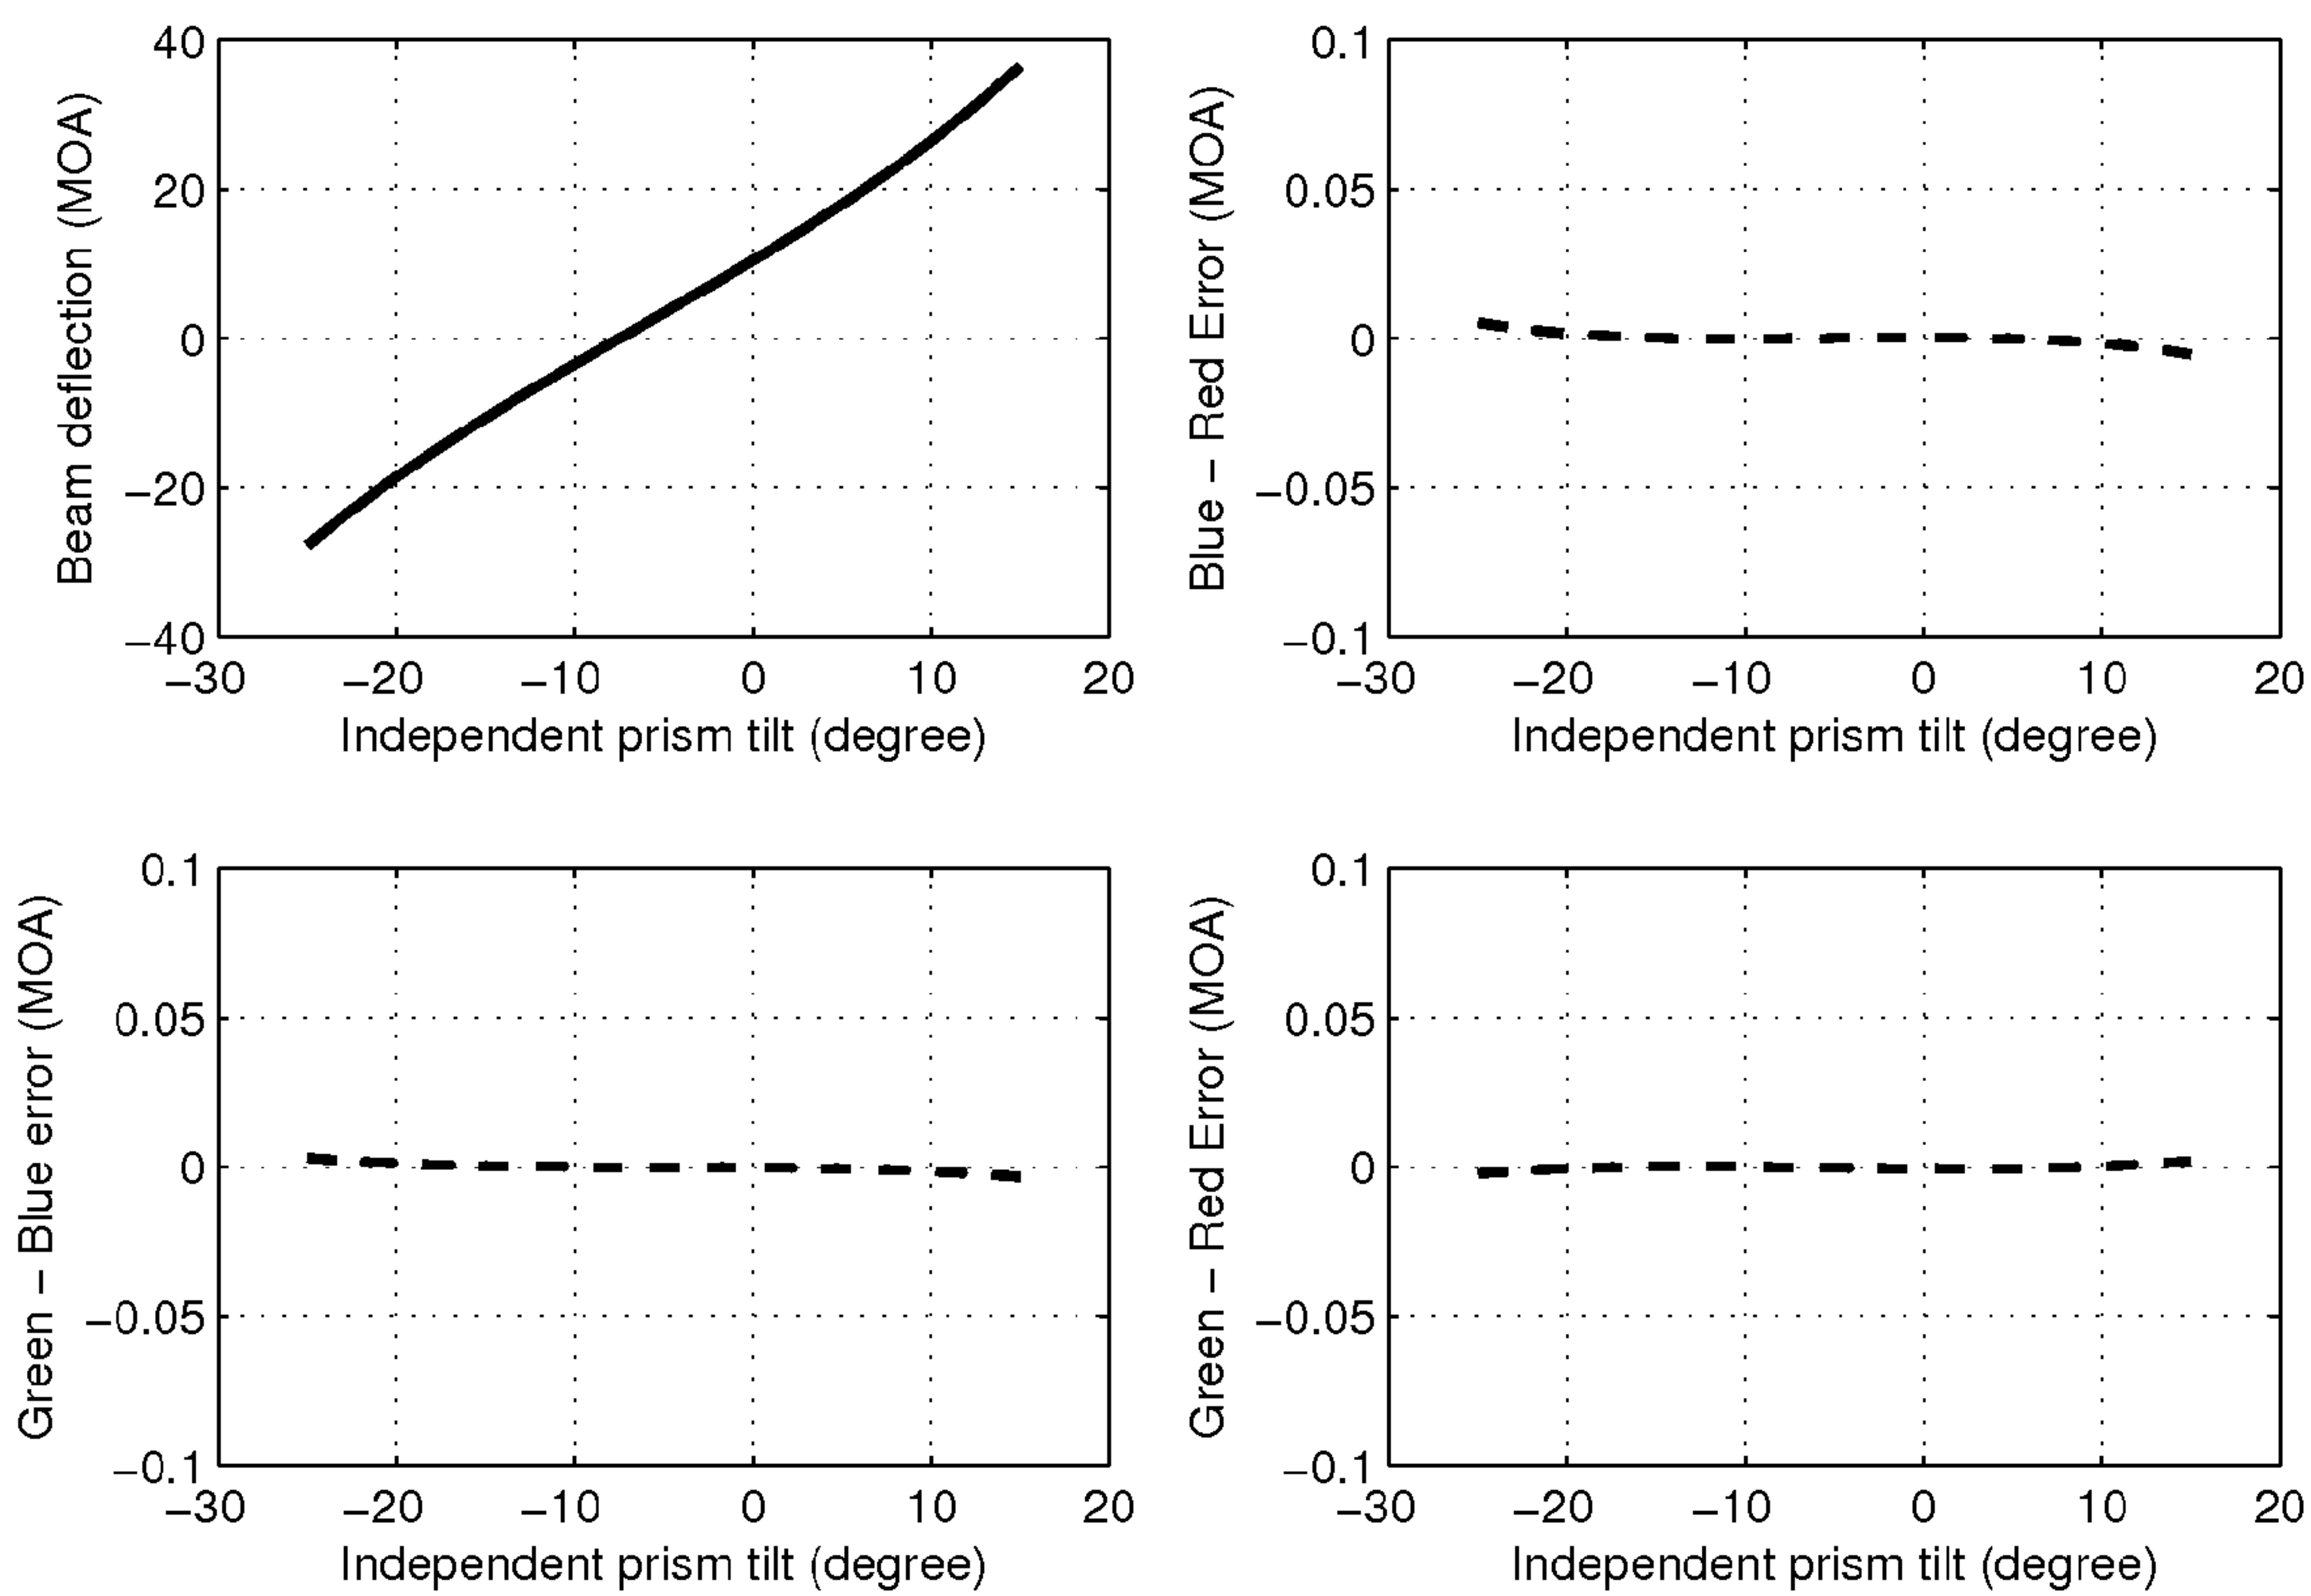 Beam deflection (MOA)
40
20
0
−20
−40
−30 −20 −10 0 10 20
Independent prism tilt (degree)
Blue − Red Error (MOA)
0.1
0.05
0
−0.05
−0.1
−30 −20 −10 0 10 20
Independent prism tilt (degree)
Green − Blue error (MOA)
0.1
0.05
0
−0.05
−0.1
−30 −20 −10 0 10 20
Independent prism tilt (degree)
Green − Red Error (MOA)
0.1
0.05
0
−0.05
−0.1
−30 −20 −10 0 10 20
Independent prism tilt (degree)